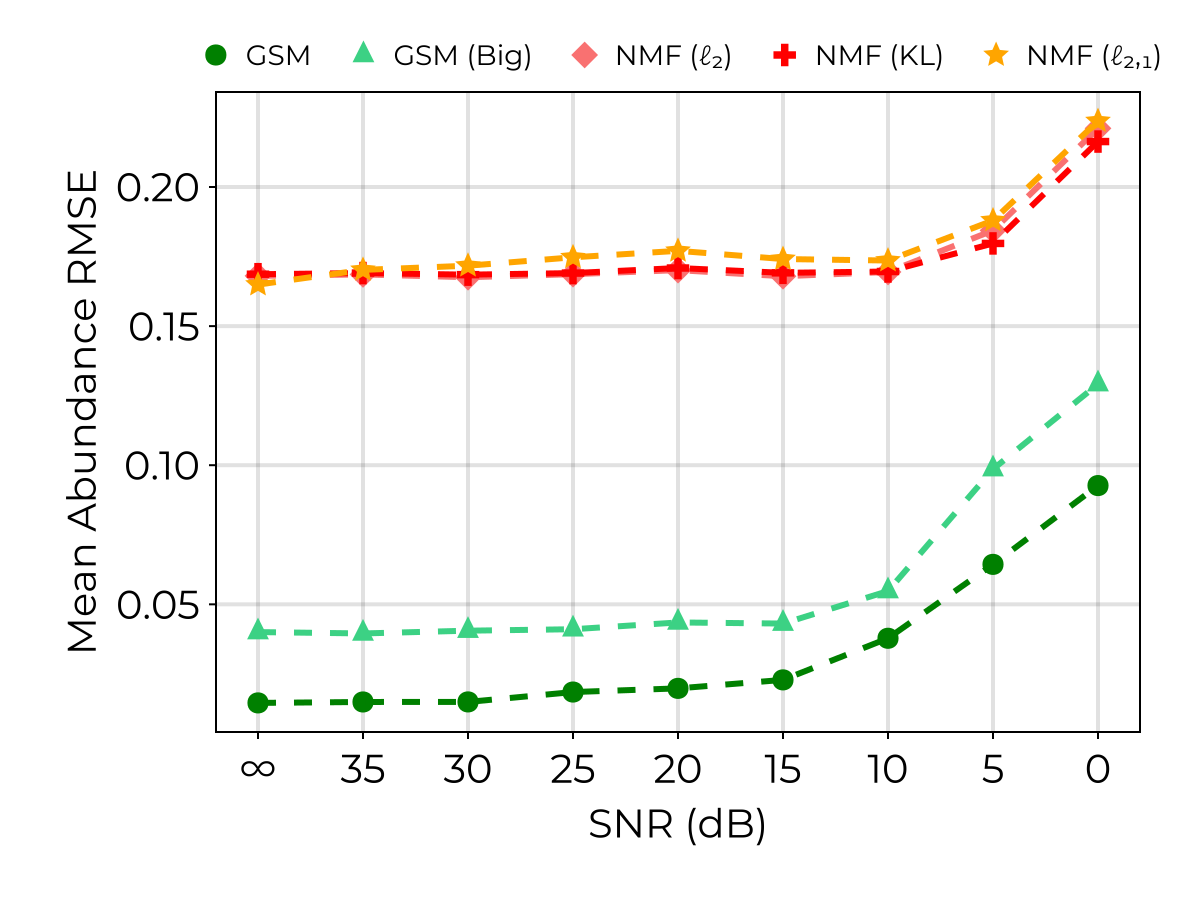 GSM GSM (Big) NMF (ℓ₂) NMF (KL) NMF (ℓ₂,₁)
Mean Abundance RMSE
0.20
0.15
0.10
0.05
∞ 35 30 25 20 15 10 5 0
SNR (dB)